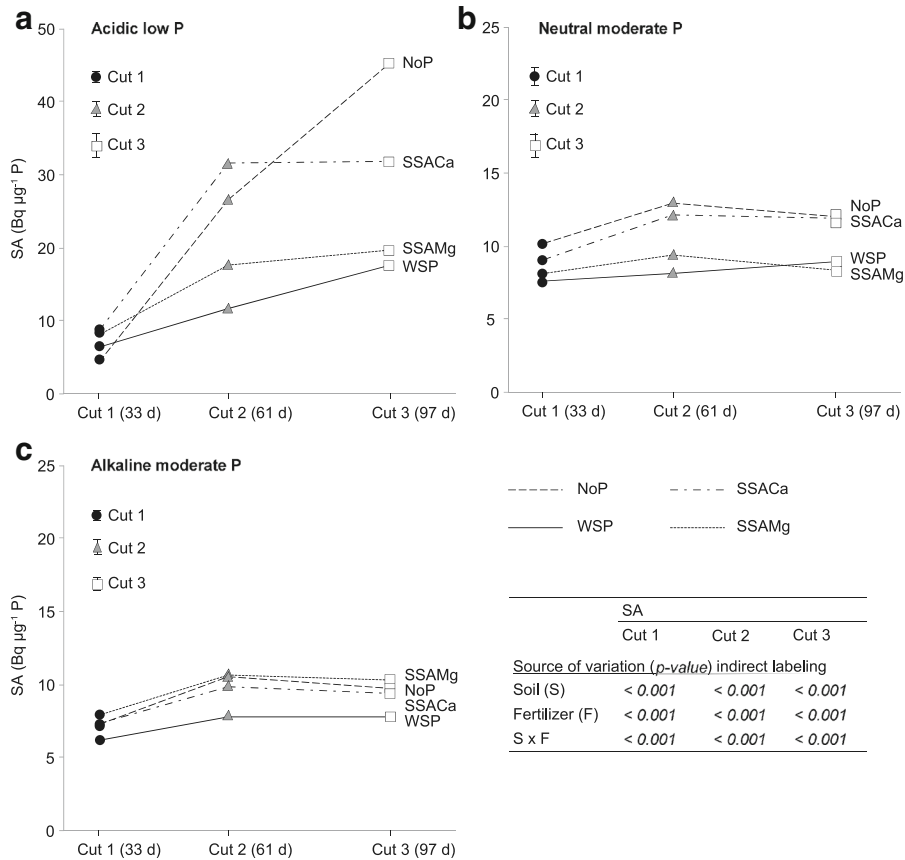 a
Acidic low P
50
40
30
20
10
0
SA (Bq µg⁻¹ P)
Cut 1
Cut 2
Cut 3
NoP
SSACa
SSAMg
WSP
Cut 1 (33 d) Cut 2 (61 d) Cut 3 (97 d)
b
Neutral moderate P
25
20
15
10
5
0
Cut 1
Cut 2
Cut 3
NoP
SSACa
WSP
SSAMg
Cut 1 (33 d) Cut 2 (61 d) Cut 3 (97 d)
c
Alkaline moderate P
25
20
15
10
5
0
SA (Bq µg⁻¹ P)
Cut 1
Cut 2
Cut 3
SSAMg
NoP
SSACa
WSP
Cut 1 (33 d) Cut 2 (61 d) Cut 3 (97 d)
NoP SSACa
WSP SSAMg
SA
Cut 1 Cut 2 Cut 3
Source of variation (p-value) indirect labeling
Soil (S) < 0.001 < 0.001 < 0.001
Fertilizer (F) < 0.001 < 0.001 < 0.001
S x F < 0.001 < 0.001 < 0.001